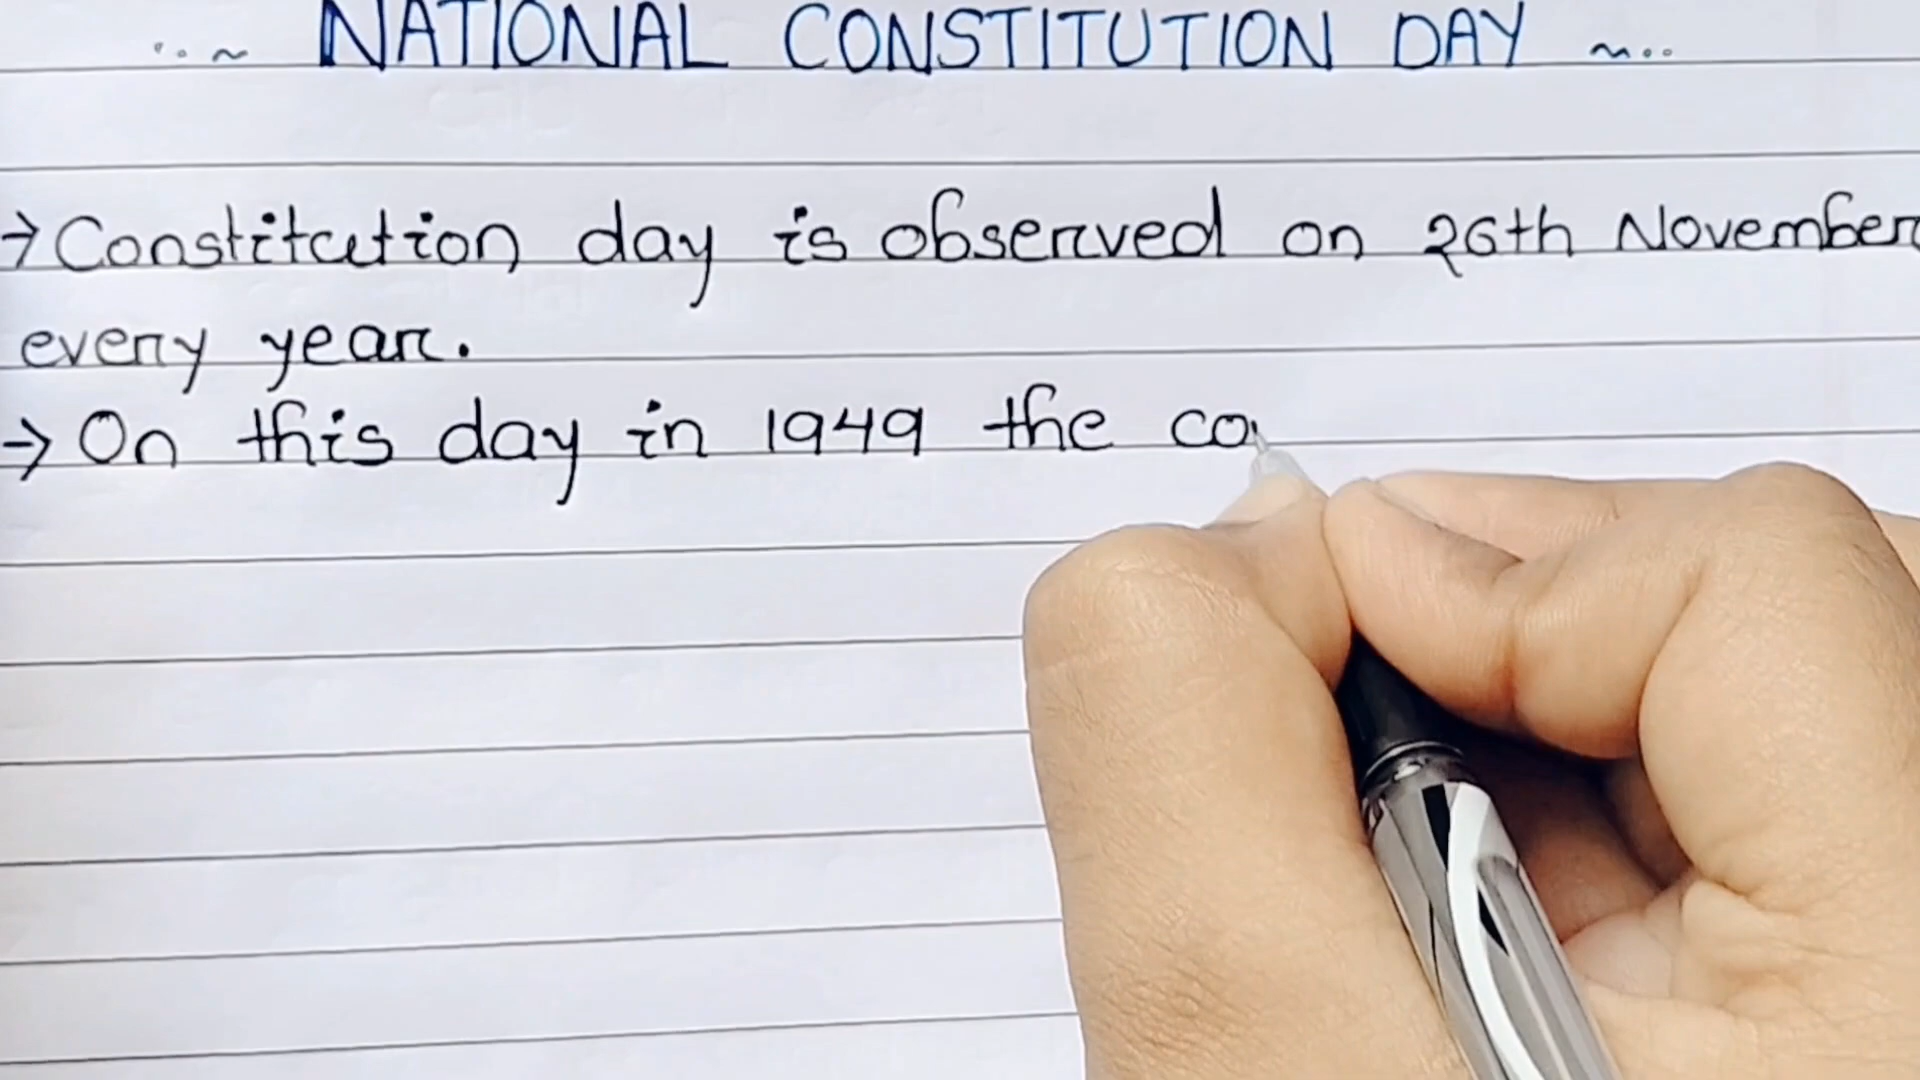 NATIONAL CONSTITUTION DAY
→ Constitution day is observed on 26th November
every year.
→ On this day in 1949 the co